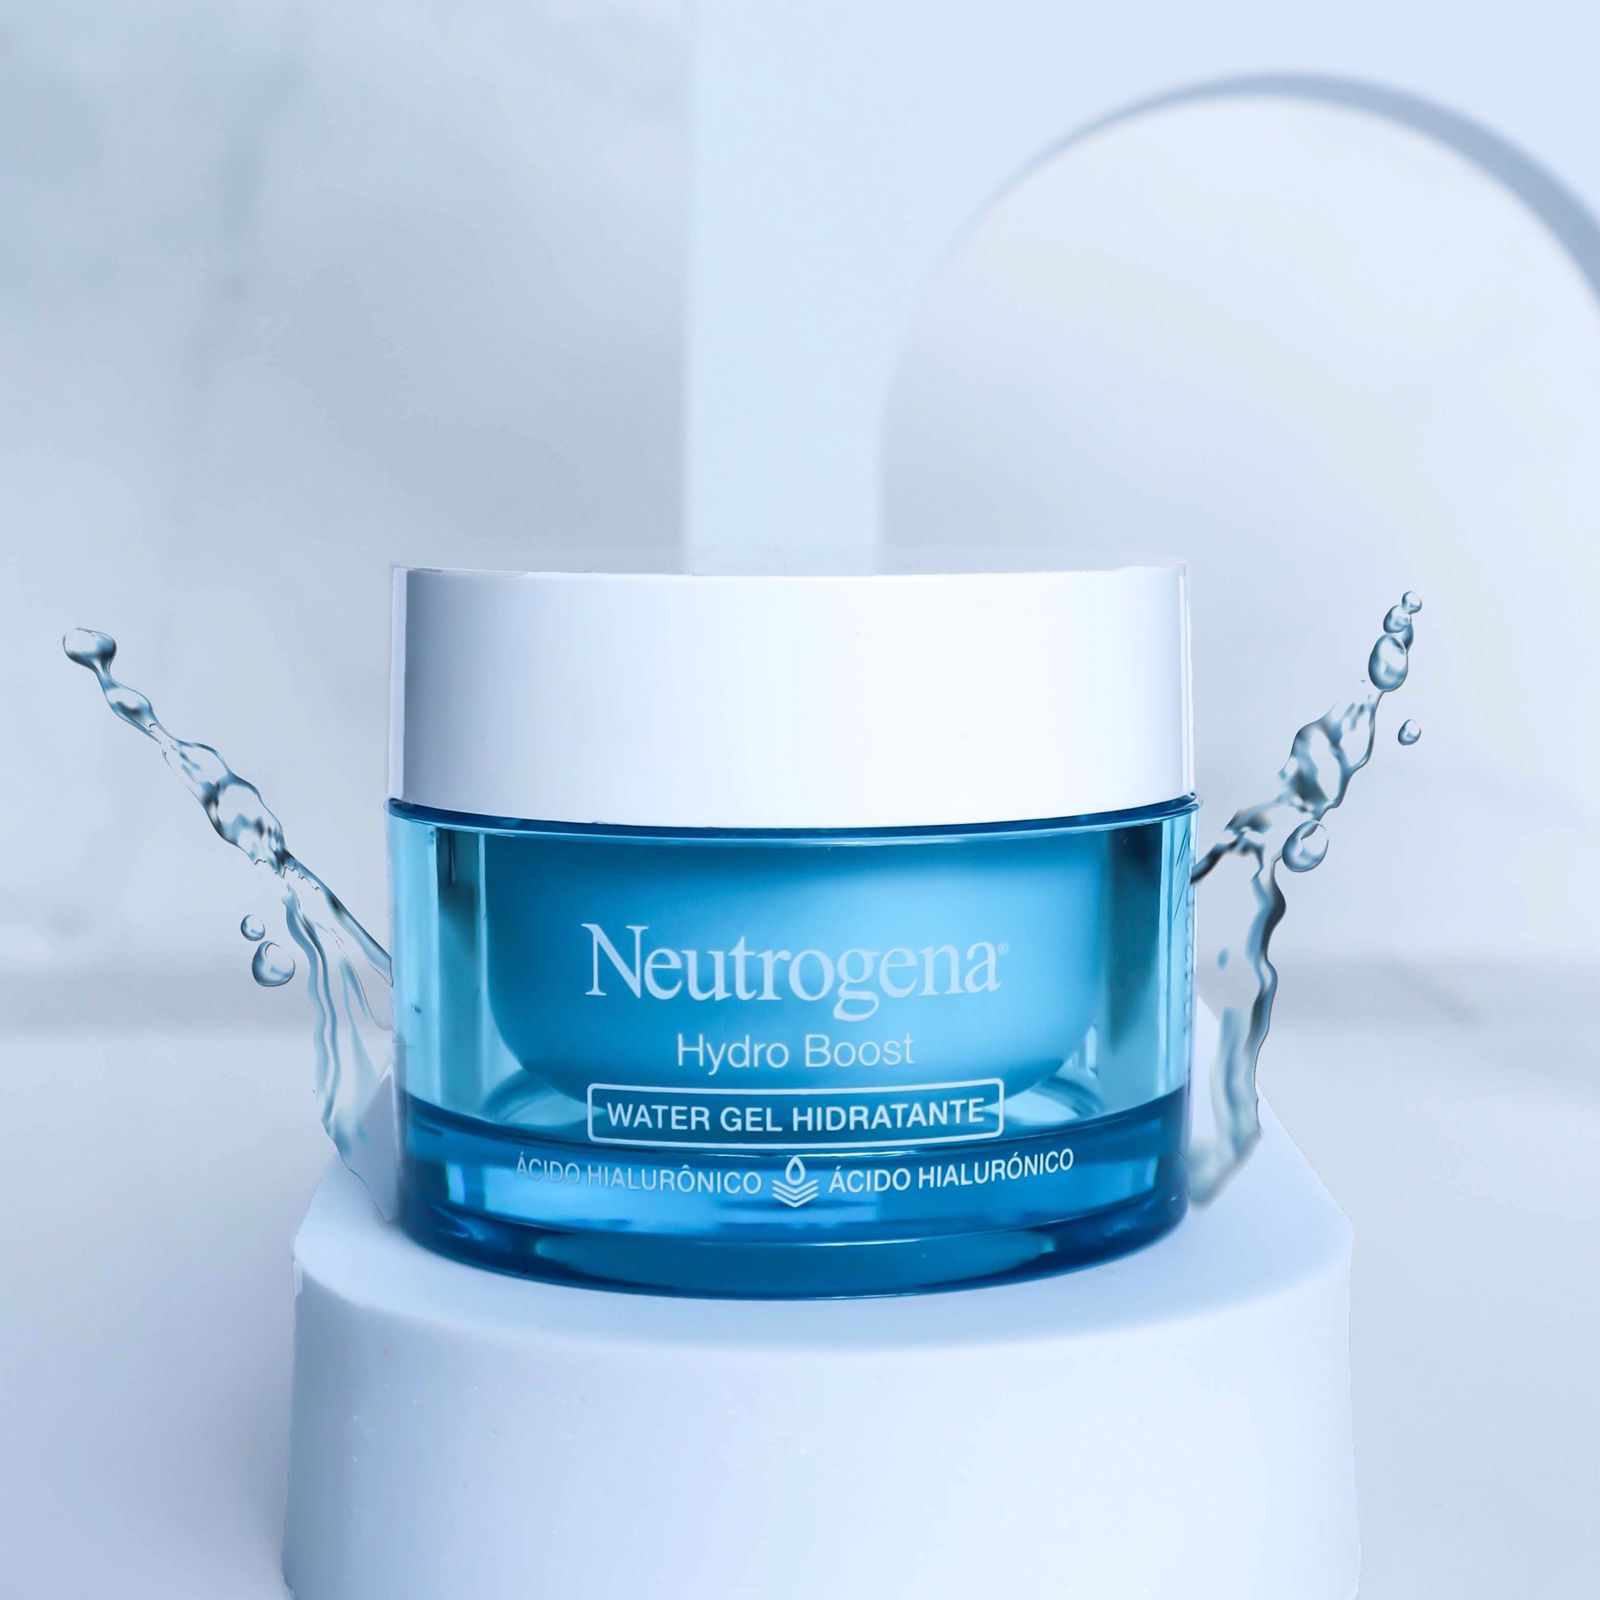 Neutrogena®
Hydro Boost
WATER GEL HIDRATANTE
ÁCIDO HIALURÔNICO ÁCIDO HIALURÓNICO